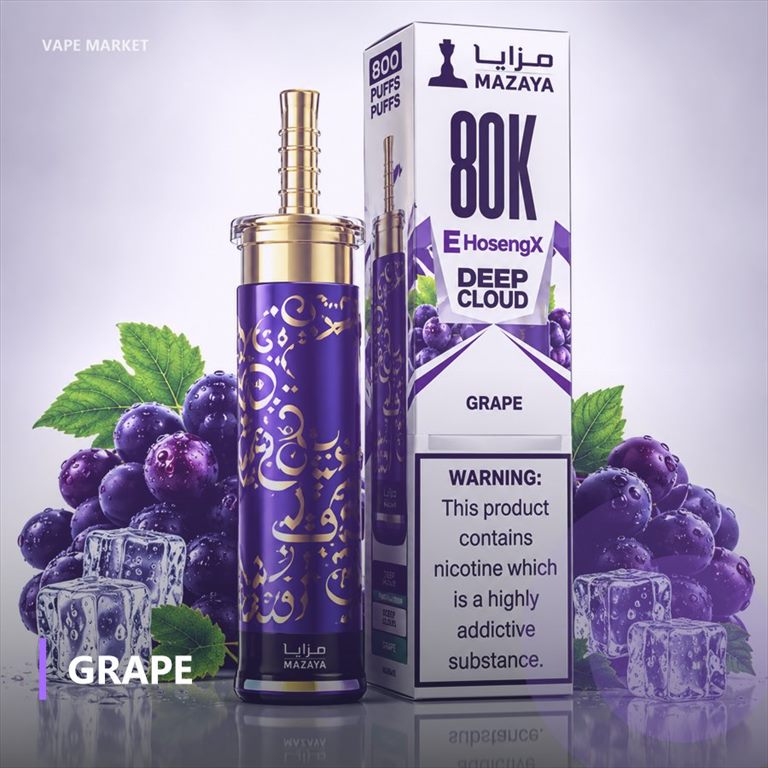 VAPE MARKET
800
PUFFS
PUFFS
مزايا
MAZAYA
80K
E HosengX
DEEP
CLOUD
GRAPE
WARNING:
This product
contains
nicotine which
is a highly
addictive
substance.
مزايا
MAZAYA
GRAPE